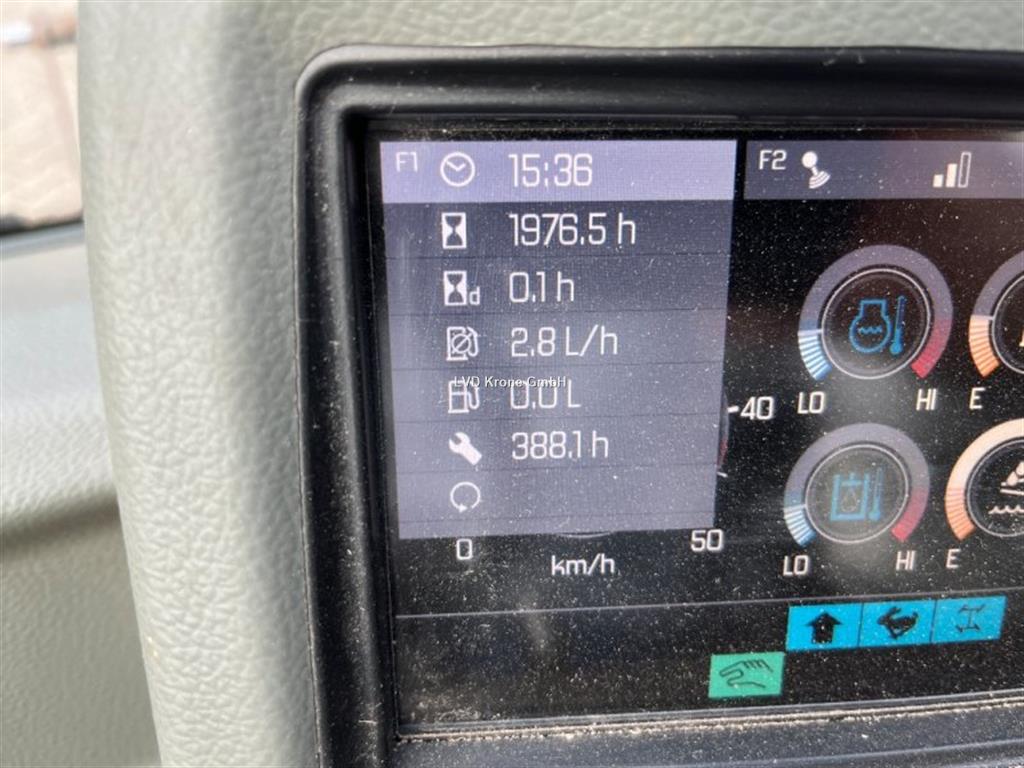 F1 15:36
F2
1976.5 h
d 0.1 h
2.8 L/h
LVD Krone GmbH
0.0 L
388.1 h
40
LO HI E
0 50
km/h
LO HI E